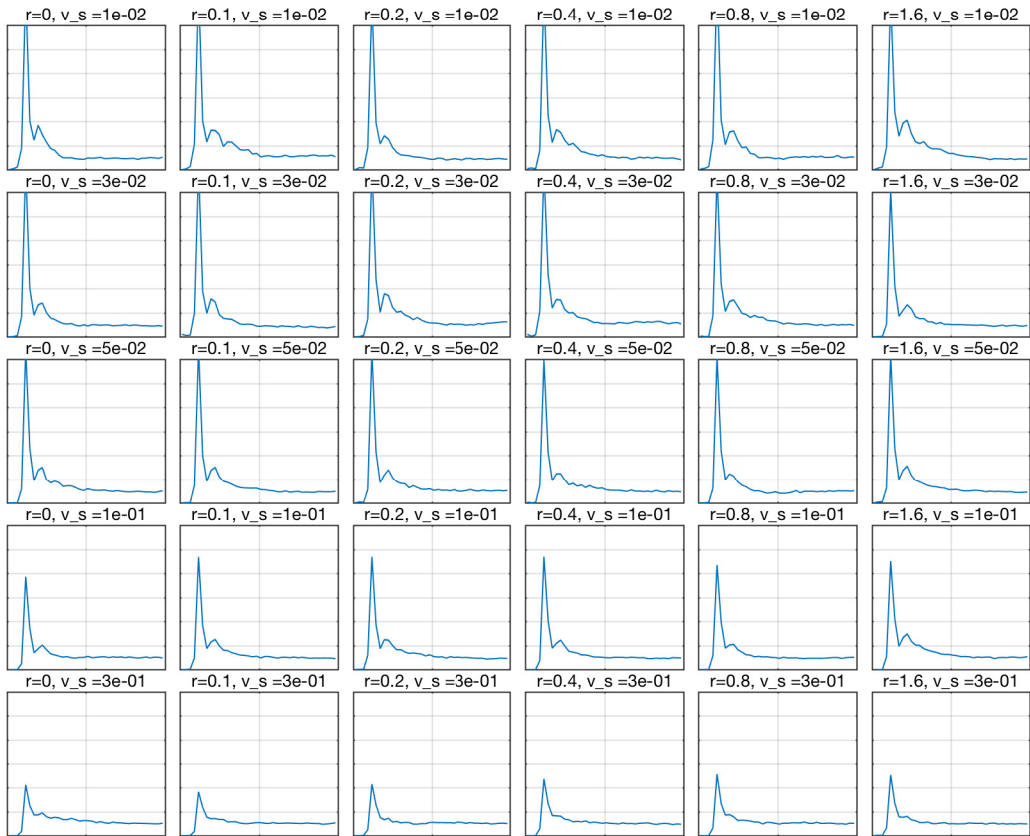 r=0, v_s =1e-02
r=0.1, v_s =1e-02
r=0.2, v_s =1e-02
r=0.4, v_s =1e-02
r=0.8, v_s =1e-02
r=1.6, v_s =1e-02
r=0, v_s =3e-02
r=0.1, v_s =3e-02
r=0.2, v_s =3e-02
r=0.4, v_s =3e-02
r=0.8, v_s =3e-02
r=1.6, v_s =3e-02
r=0, v_s =5e-02
r=0.1, v_s =5e-02
r=0.2, v_s =5e-02
r=0.4, v_s =5e-02
r=0.8, v_s =5e-02
r=1.6, v_s =5e-02
r=0, v_s =1e-01
r=0.1, v_s =1e-01
r=0.2, v_s =1e-01
r=0.4, v_s =1e-01
r=0.8, v_s =1e-01
r=1.6, v_s =1e-01
r=0, v_s =3e-01
r=0.1, v_s =3e-01
r=0.2, v_s =3e-01
r=0.4, v_s =3e-01
r=0.8, v_s =3e-01
r=1.6, v_s =3e-01